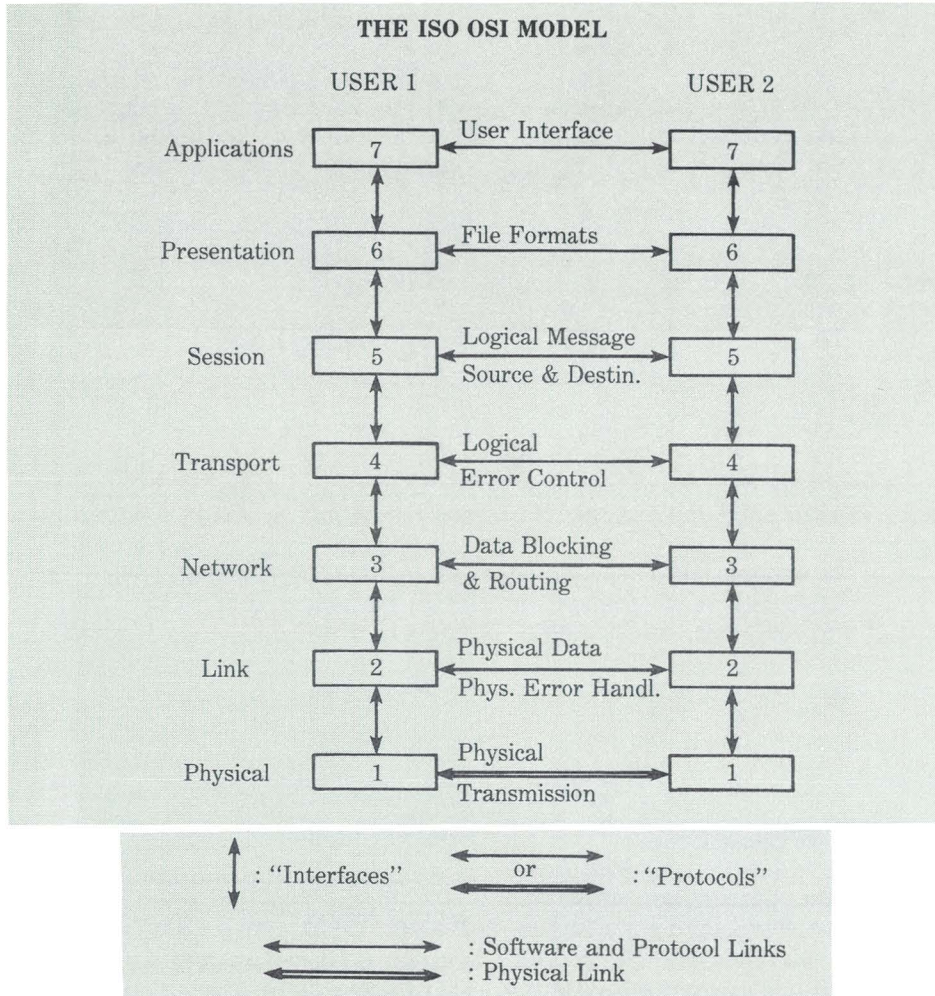 THE ISO OSI MODEL
USER 1 USER 2
Applications 7 User Interface 7
Presentation 6 File Formats 6
Logical Message
Session 5 5
Source & Destin.
Logical
Transport 4 4
Error Control
Data Blocking
Network 3 3
& Routing
Physical Data
Link 2 2
Phys. Error Handl.
Physical
Physical 1 1
Transmission
: “Interfaces” or : “Protocols”
: Software and Protocol Links
: Physical Link